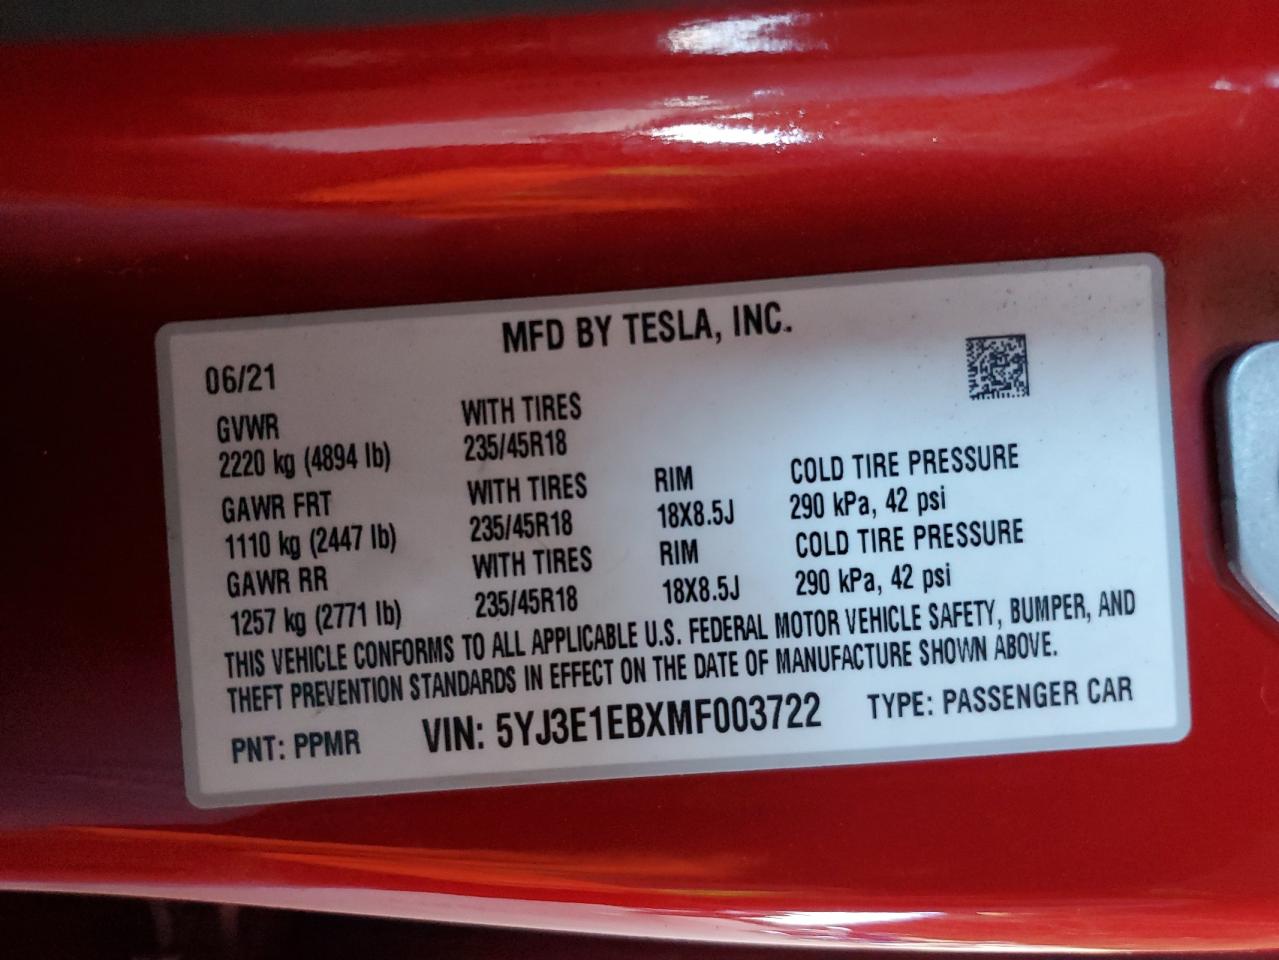 MFD BY TESLA, INC.
06/21
GVWR WITH TIRES
2220 kg (4894 lb) 235/45R18
GAWR FRT WITH TIRES RIM COLD TIRE PRESSURE
1110 kg (2447 lb) 235/45R18 18X8.5J 290 kPa, 42 psi
GAWR RR WITH TIRES RIM COLD TIRE PRESSURE
1257 kg (2771 lb) 235/45R18 18X8.5J 290 kPa, 42 psi
THIS VEHICLE CONFORMS TO ALL APPLICABLE U.S. FEDERAL MOTOR VEHICLE SAFETY, BUMPER, AND
THEFT PREVENTION STANDARDS IN EFFECT ON THE DATE OF MANUFACTURE SHOWN ABOVE.
PNT: PPMR VIN: 5YJ3E1EBXMF003722 TYPE: PASSENGER CAR